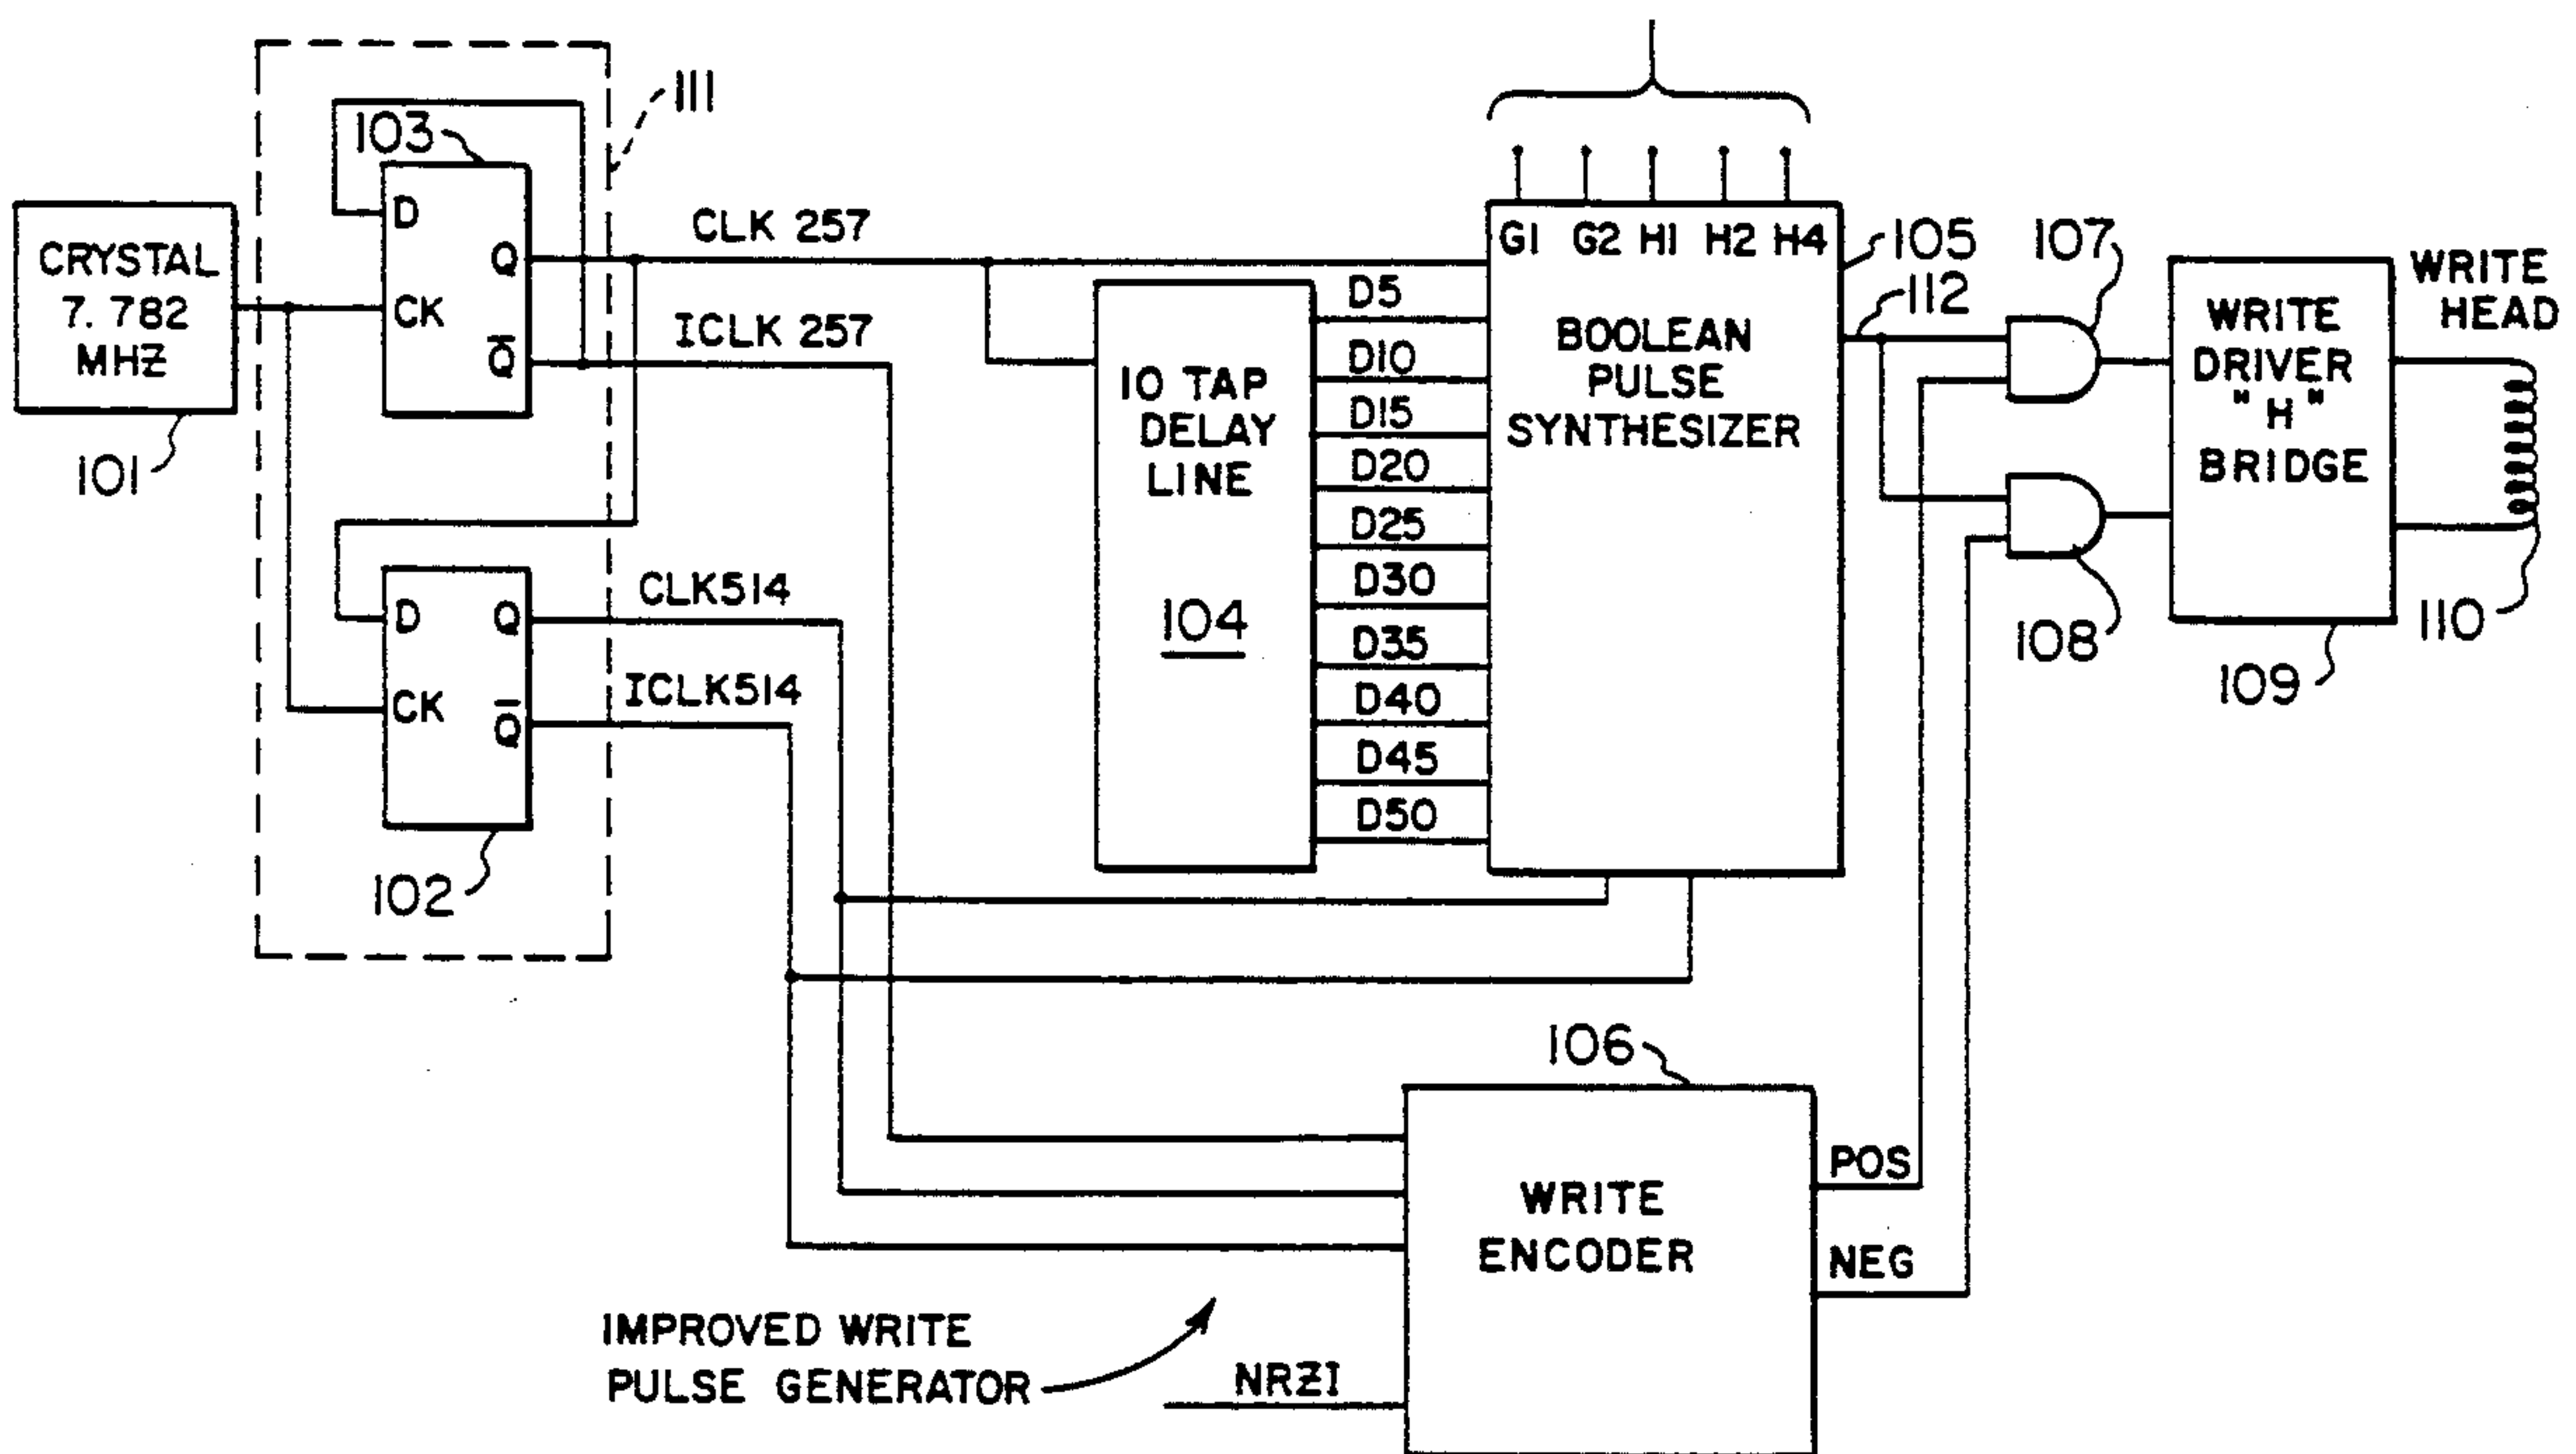 111
103
D
Q
CK
Q̅
CRYSTAL
7.782
MHZ
101
CLK 257
ICLK 257
D
Q
CK
Q̅
102
CLK514
ICLK514
10 TAP
DELAY
LINE
104
D5
D10
D15
D20
D25
D30
D35
D40
D45
D50
G1 G2 H1 H2 H4
BOOLEAN
PULSE
SYNTHESIZER
105
112
107
108
WRITE
DRIVER
"H"
BRIDGE
109
WRITE
HEAD
110
106
WRITE
ENCODER
POS
NEG
IMPROVED WRITE
PULSE GENERATOR
NRZI